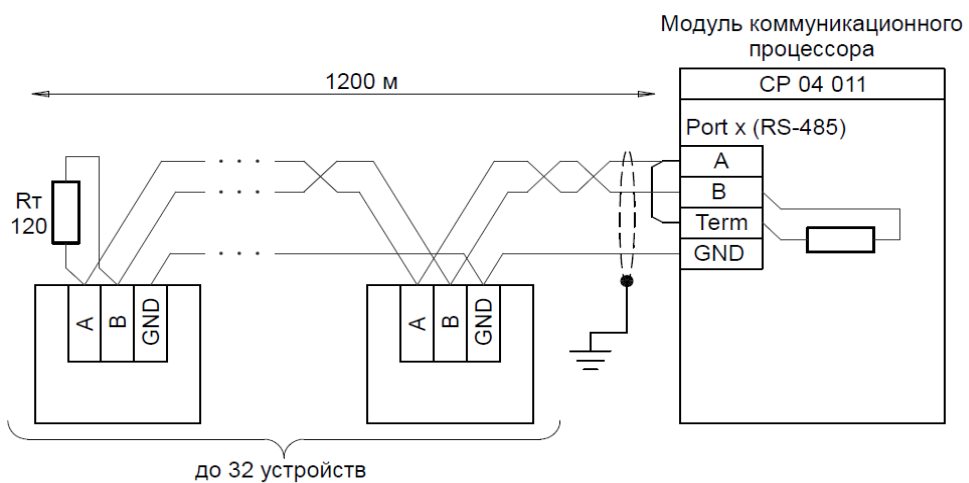 Модуль коммуникационного
процессора
1200 м
CP 04 011
Port x (RS-485)
A
B
Term
GND
Rт
120
A
B
GND
A
B
GND
до 32 устройств